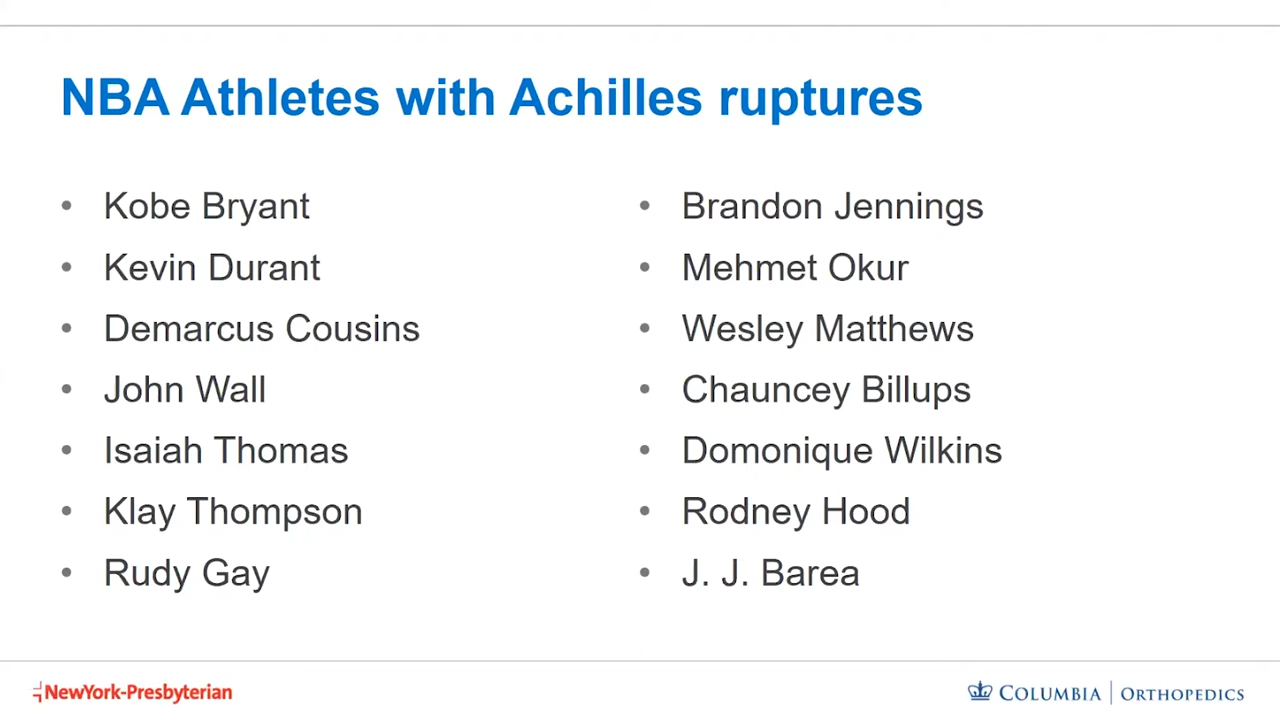 NBA Athletes with Achilles ruptures
• Kobe Bryant
• Kevin Durant
• Demarcus Cousins
• John Wall
• Isaiah Thomas
• Klay Thompson
• Rudy Gay
• Brandon Jennings
• Mehmet Okur
• Wesley Matthews
• Chauncey Billups
• Domonique Wilkins
• Rodney Hood
• J. J. Barea
NewYork-Presbyterian
COLUMBIA | ORTHOPEDICS